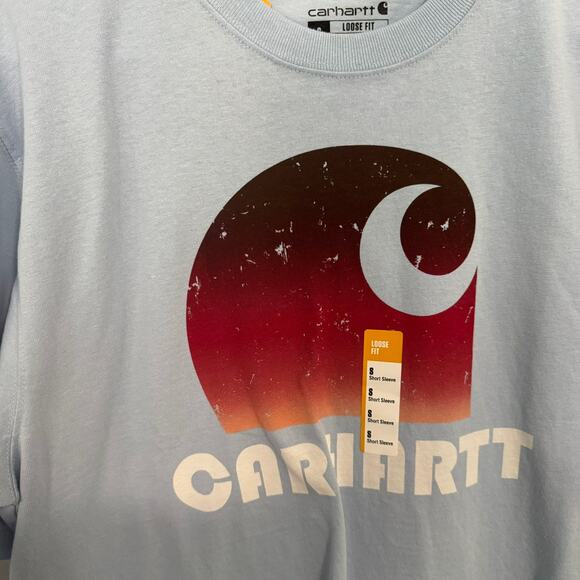 carhartt
S LOOSE FIT
LOOSE
FIT
S
Short Sleeve
S
Short Sleeve
S
Short Sleeve
S
Short Sleeve
CARHARTT